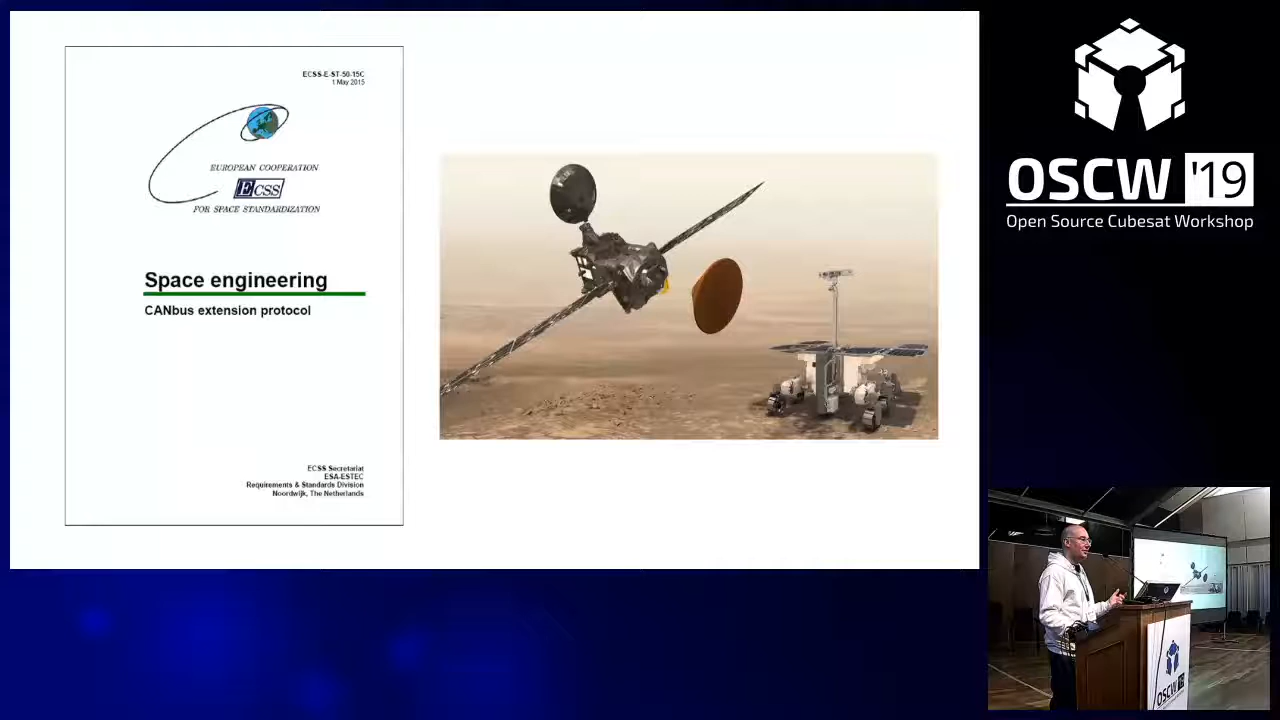 ECSS-E-ST-50-15C
1 May 2015
EUROPEAN COOPERATION
ECSS
FOR SPACE STANDARDIZATION
Space engineering
CANbus extension protocol
ECSS Secretariat
ESA-ESTEC
Requirements & Standards Division
Noordwijk, The Netherlands
OSCW '19
Open Source Cubesat Workshop
OSCW